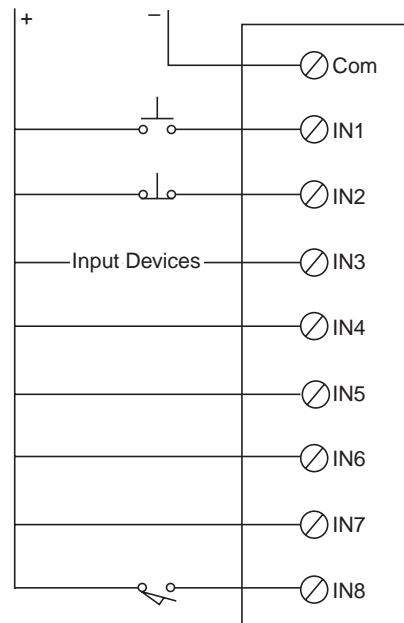 + –
Com
IN1
IN2
Input Devices IN3
IN4
IN5
IN6
IN7
IN8